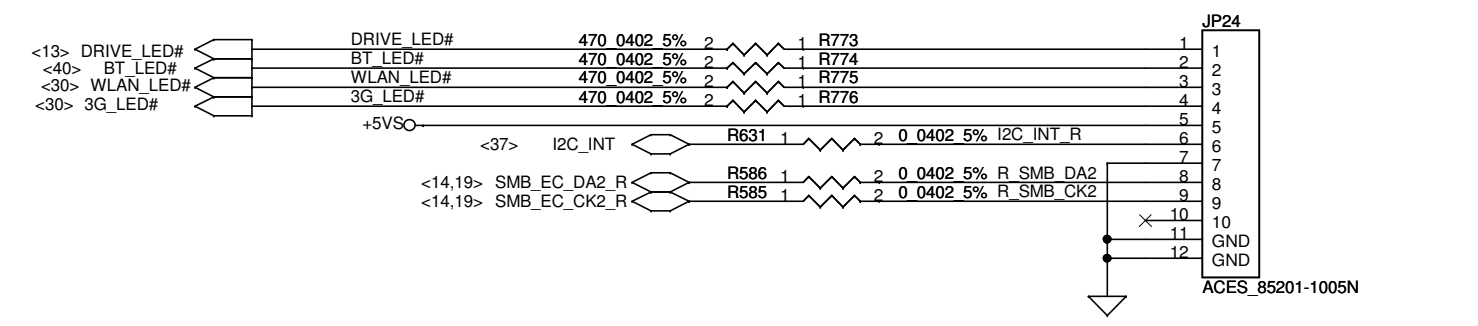 JP24
<13> DRIVE_LED# DRIVE_LED# 470_0402_5% 2 1 R773 1 1
<40> BT_LED# BT_LED# 470_0402_5% 2 1 R774 2 2
<30> WLAN_LED# WLAN_LED# 470_0402_5% 2 1 R775 3 3
<30> 3G_LED# 3G_LED# 470_0402_5% 2 1 R776 4 4
+5VS 5 5
<37> I2C_INT R631 1 2 0_0402_5% I2C_INT_R 6 6
7 7
<14,19> SMB_EC_DA2_R R586 1 2 0_0402_5% R_SMB_DA2 8 8
<14,19> SMB_EC_CK2_R R585 1 2 0_0402_5% R_SMB_CK2 9 9
10 10
11 GND
12 GND
ACES_85201-1005N